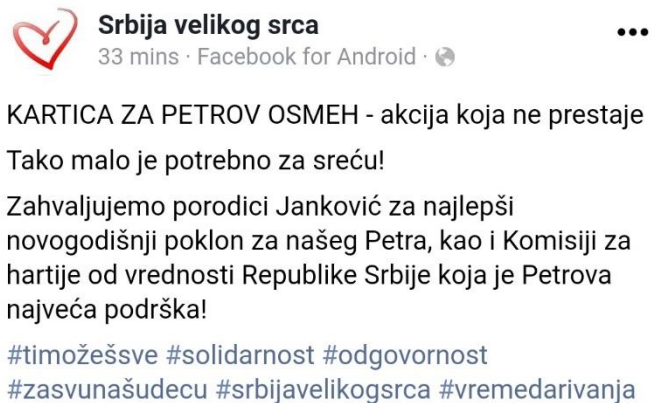 Srbija velikog srca
33 mins · Facebook for Android ·
KARTICA ZA PETROV OSMEH - akcija koja ne prestaje
Tako malo je potrebno za sreću!
Zahvaljujemo porodici Janković za najlepši
novogodišnji poklon za našeg Petra, kao i Komisiji za
hartije od vrednosti Republike Srbije koja je Petrova
najveća podrška!
#timožešsve #solidarnost #odgovornost
#zasvunašudecu #srbijavelikogsrca #vremedarivanja